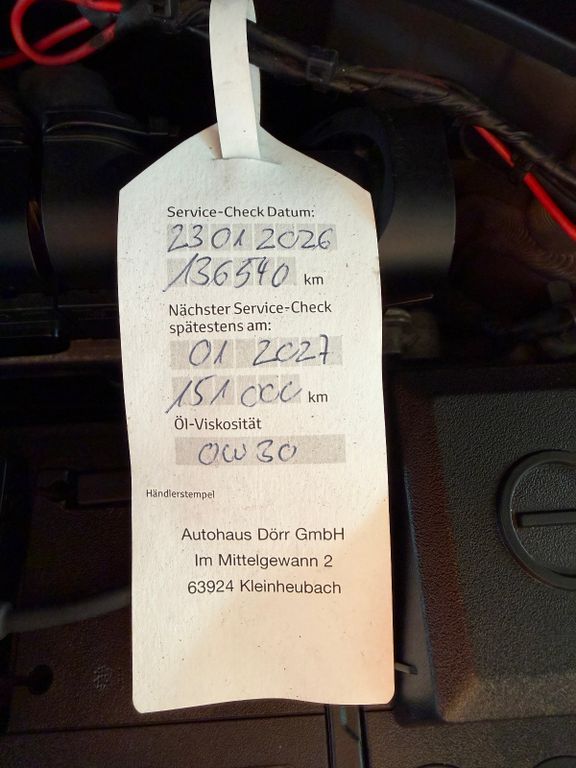 Service-Check Datum:
23 01 2026
136540 km
Nächster Service-Check
spätestens am:
01 2027
151 000 km
Öl-Viskosität
0W30
Händlerstempel
Autohaus Dörr GmbH
Im Mittelgewann 2
63924 Kleinheubach